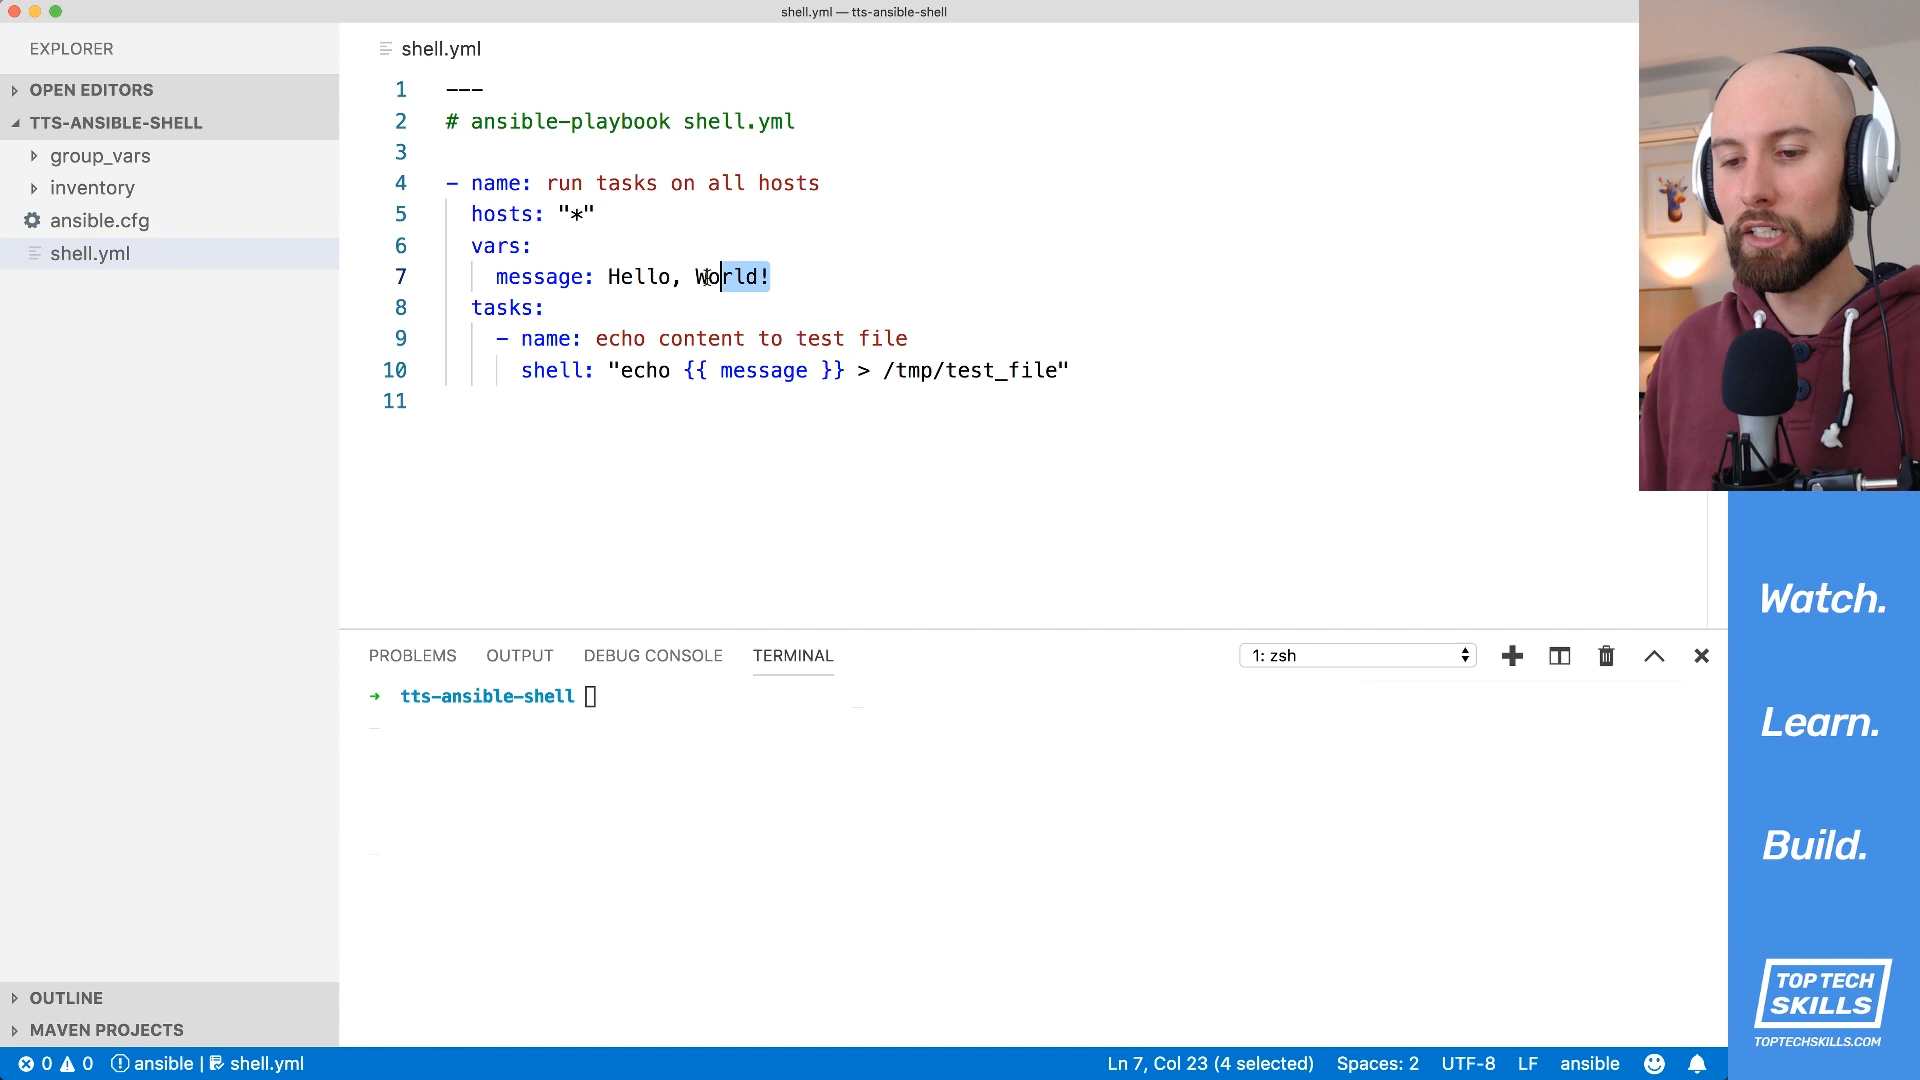 shell.yml — tts-ansible-shell
EXPLORER
OPEN EDITORS
TTS-ANSIBLE-SHELL
group_vars
inventory
ansible.cfg
shell.yml
OUTLINE
MAVEN PROJECTS
shell.yml
1 ---
2 # ansible-playbook shell.yml
3
4 - name: run tasks on all hosts
5 hosts: "*"
6 vars:
7 message: Hello, World!
8 tasks:
9 - name: echo content to test file
10 shell: "echo {{ message }} > /tmp/test_file"
11
PROBLEMS OUTPUT DEBUG CONSOLE TERMINAL 1: zsh
➜ tts-ansible-shell
Watch.
Learn.
Build.
TOP TECH
SKILLS
TOPTECHSKILLS.COM
0 0 ansible | shell.yml Ln 7, Col 23 (4 selected) Spaces: 2 UTF-8 LF ansible